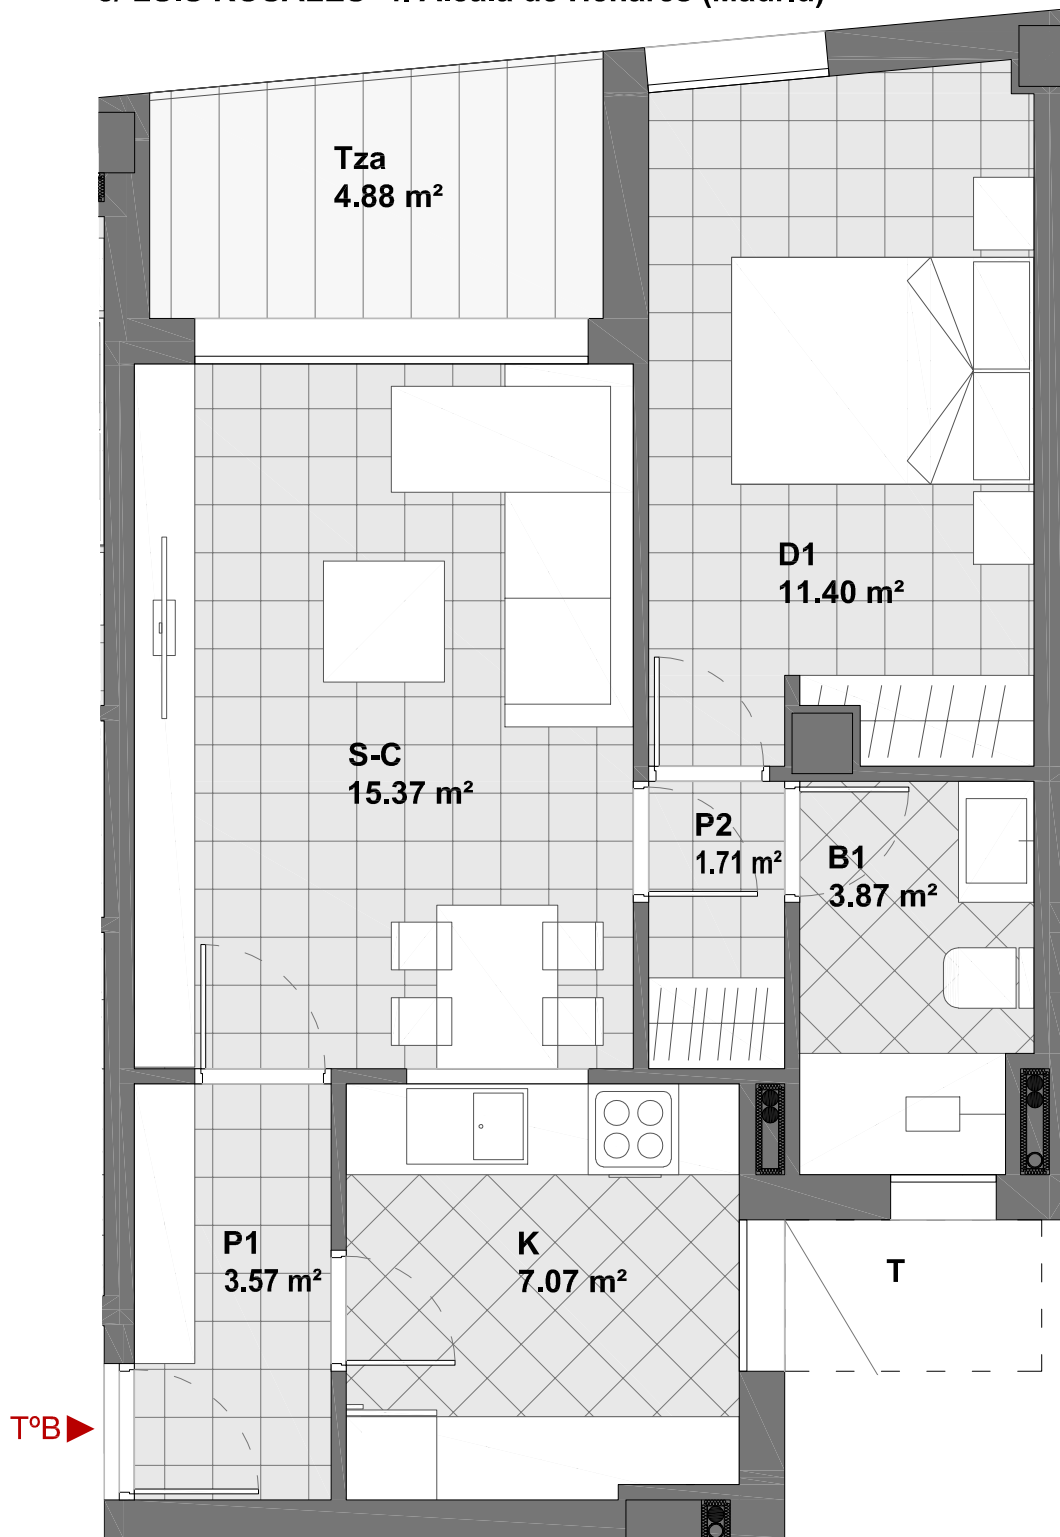 Tza
4.88 m²
D1
11.40 m²
S-C
15.37 m²
P2
1.71 m²
B1
3.87 m²
P1
3.57 m²
K
7.07 m²
T
TºB